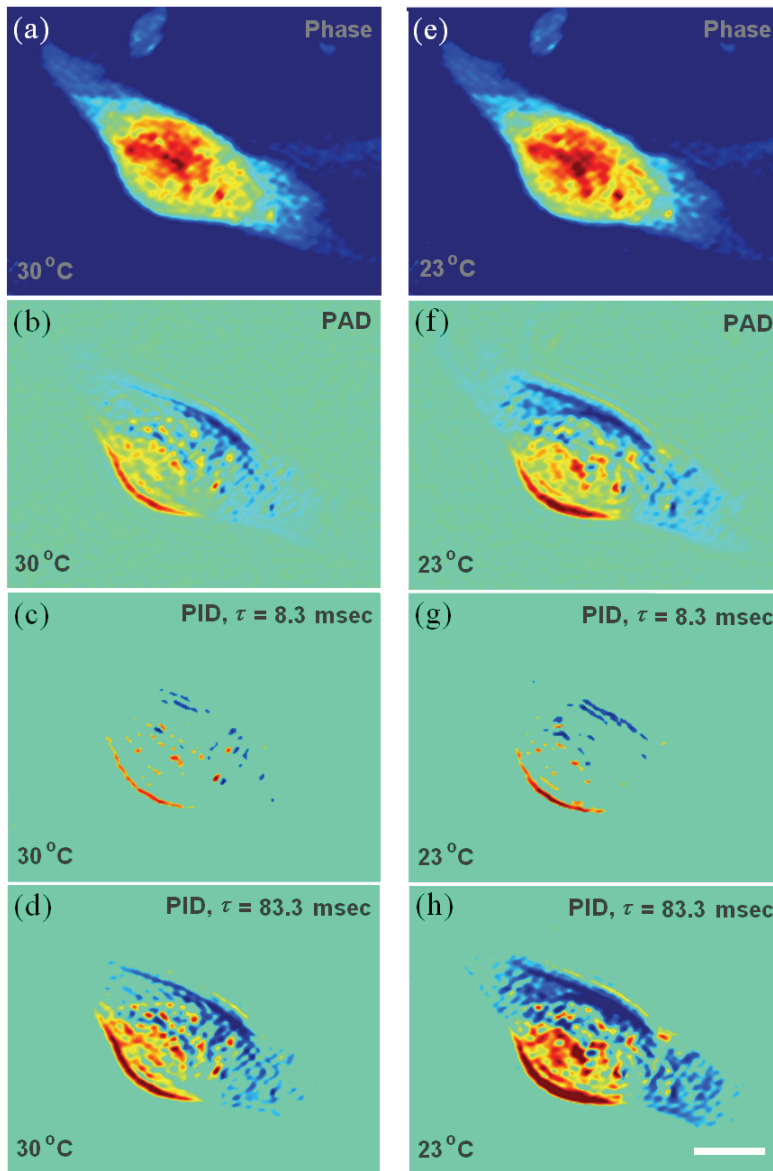 (a) Phase
30 °C
(e) Phase
23 °C
(b) PAD
30 °C
(f) PAD
23 °C
(c) PID, τ = 8.3 msec
30 °C
(g) PID, τ = 8.3 msec
23 °C
(d) PID, τ = 83.3 msec
30 °C
(h) PID, τ = 83.3 msec
23 °C